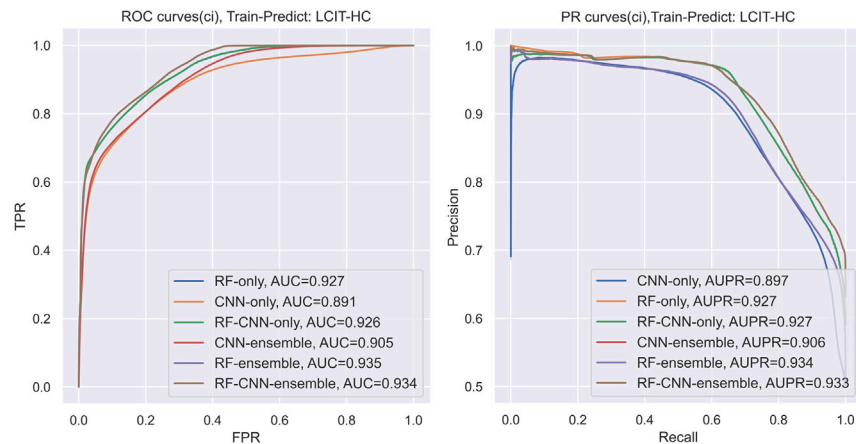 ROC curves(ci), Train-Predict: LCIT-HC
1.0
0.8
0.6
0.4
0.2
0.0
TPR
RF-only, AUC=0.927
CNN-only, AUC=0.891
RF-CNN-only, AUC=0.926
CNN-ensemble, AUC=0.905
RF-ensemble, AUC=0.935
RF-CNN-ensemble, AUC=0.934
0.0 0.2 0.4 0.6 0.8 1.0
FPR
PR curves(ci),Train-Predict: LCIT-HC
1.0
0.9
0.8
0.7
0.6
0.5
Precision
CNN-only, AUPR=0.897
RF-only, AUPR=0.927
RF-CNN-only, AUPR=0.927
CNN-ensemble, AUPR=0.906
RF-ensemble, AUPR=0.934
RF-CNN-ensemble, AUPR=0.933
0.0 0.2 0.4 0.6 0.8 1.0
Recall